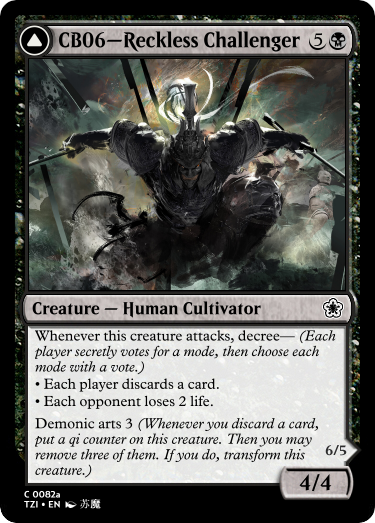 CB06—Reckless Challenger 5
Creature — Human Cultivator
Whenever this creature attacks, decree— (Each
player secretly votes for a mode, then choose each
mode with a vote.)
• Each player discards a card.
• Each opponent loses 2 life.
Demonic arts 3 (Whenever you discard a card,
put a qi counter on this creature. Then you may
remove three of them. If you do, transform this
creature.)
6/5
4/4
C 0082a
TZI • EN 苏魔